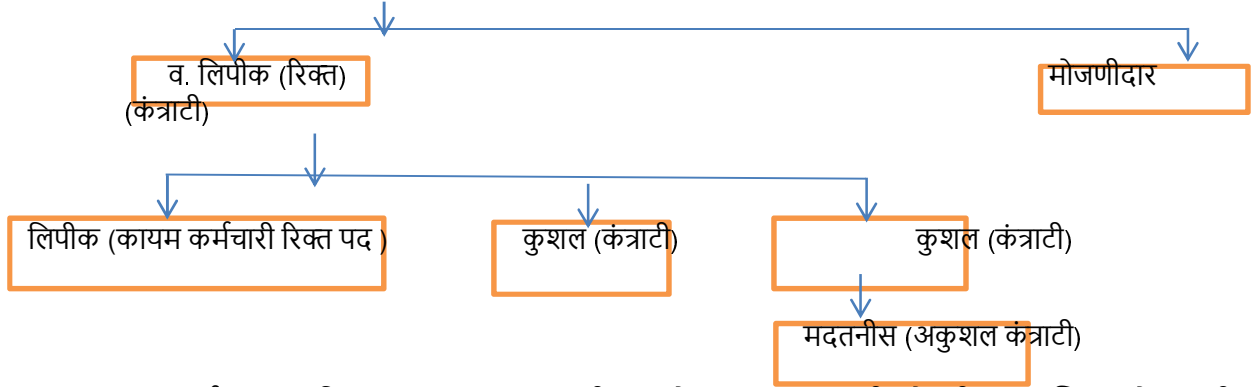 व. लिपीक (रिक्त)
(कंत्राटी)
मोजणीदार
लिपीक (कायम कर्मचारी रिक्त पद )
कुशल (कंत्राटी)
कुशल (कंत्राटी)
मदतनीस (अकुशल कंत्राटी)